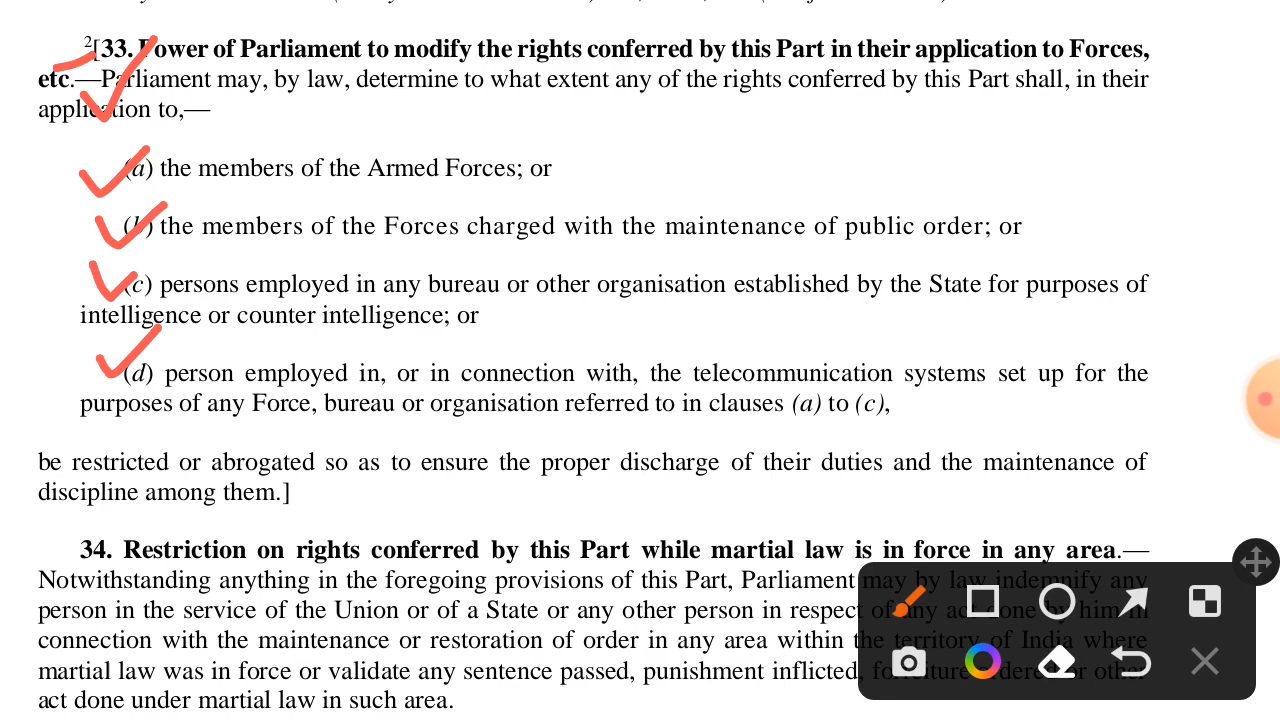 ²[33. Power of Parliament to modify the rights conferred by this Part in their application to Forces,
etc.—Parliament may, by law, determine to what extent any of the rights conferred by this Part shall, in their
application to,—
(a) the members of the Armed Forces; or
(b) the members of the Forces charged with the maintenance of public order; or
(c) persons employed in any bureau or other organisation established by the State for purposes of
intelligence or counter intelligence; or
(d) person employed in, or in connection with, the telecommunication systems set up for the
purposes of any Force, bureau or organisation referred to in clauses (a) to (c),
be restricted or abrogated so as to ensure the proper discharge of their duties and the maintenance of
discipline among them.]
34. Restriction on rights conferred by this Part while martial law is in force in any area.—
Notwithstanding anything in the foregoing provisions of this Part, Parliament may by law indemnify any
person in the service of the Union or of a State or any other person in respect of any act done by him in
connection with the maintenance or restoration of order in any area within the territory of India where
martial law was in force or validate any sentence passed, punishment inflicted, forfeiture ordered or other
act done under martial law in such area.